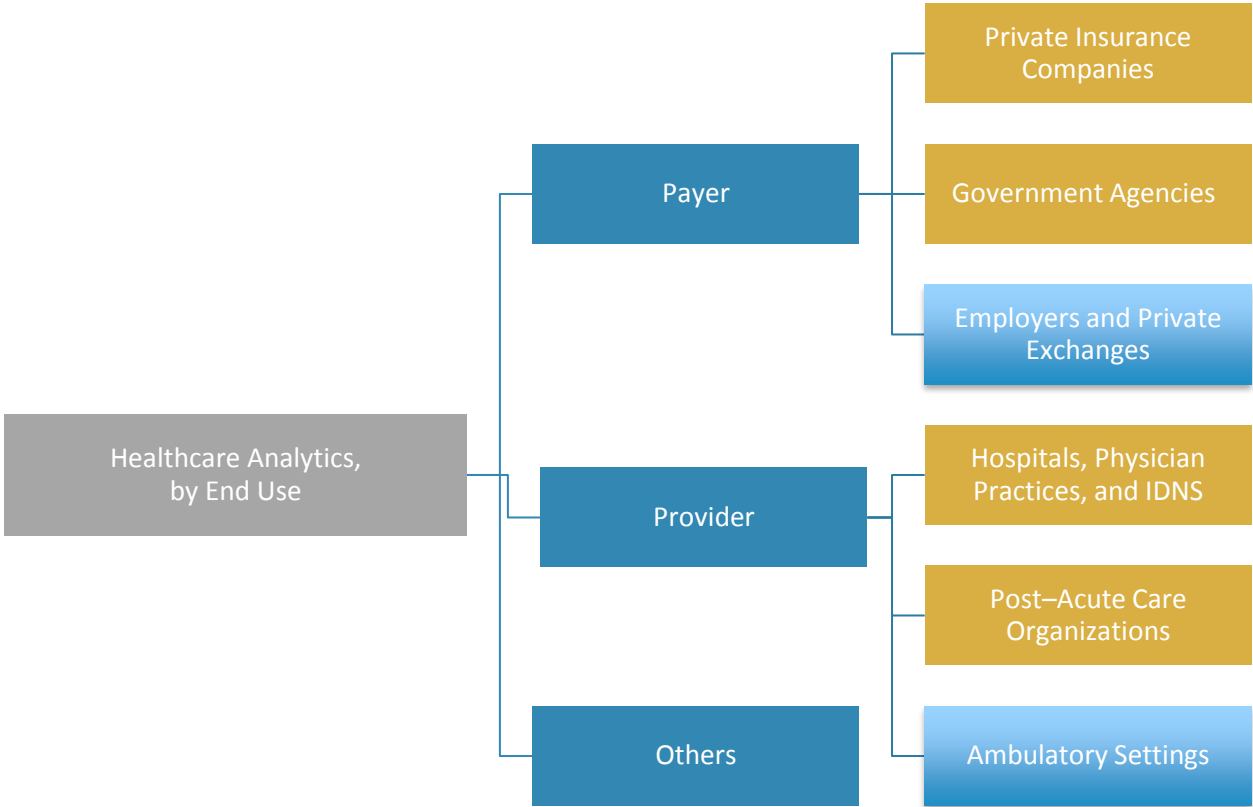 Healthcare Analytics,
by End Use
Payer
Private Insurance
Companies
Government Agencies
Employers and Private
Exchanges
Provider
Hospitals, Physician
Practices, and IDNS
Post–Acute Care
Organizations
Ambulatory Settings
Others